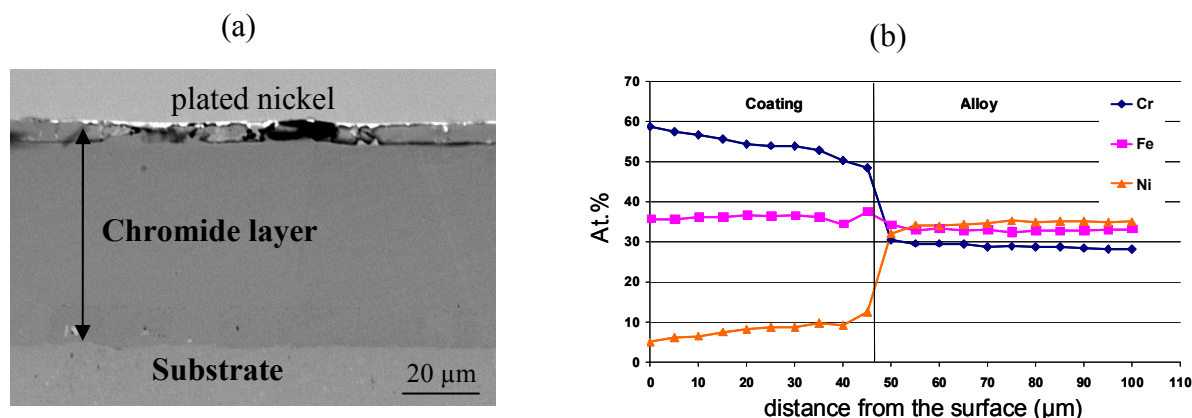 (a)
plated nickel
Chromide layer
Substrate
20 µm
(b)
Coating
Alloy
Cr
Fe
Ni
At.%
70
60
50
40
30
20
10
0
0 10 20 30 40 50 60 70 80 90 100 110
distance from the surface (µm)